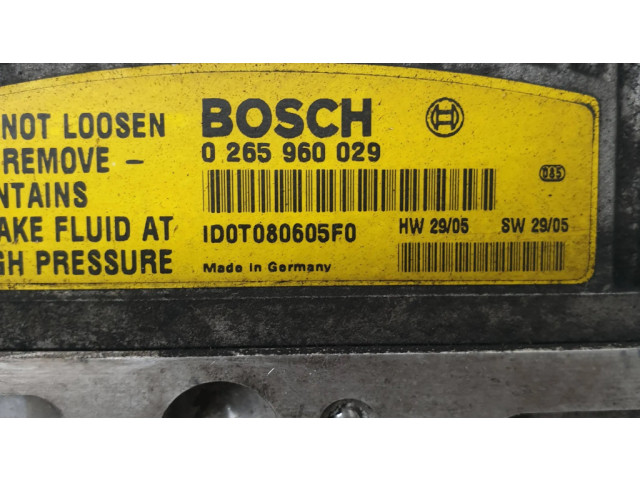 NOT LOOSEN
REMOVE –
NTAINS
AKE FLUID AT
GH PRESSURE
BOSCH
0 265 960 029
085
ID0T080605F0
HW 29/05 SW 29/05
Made in Germany